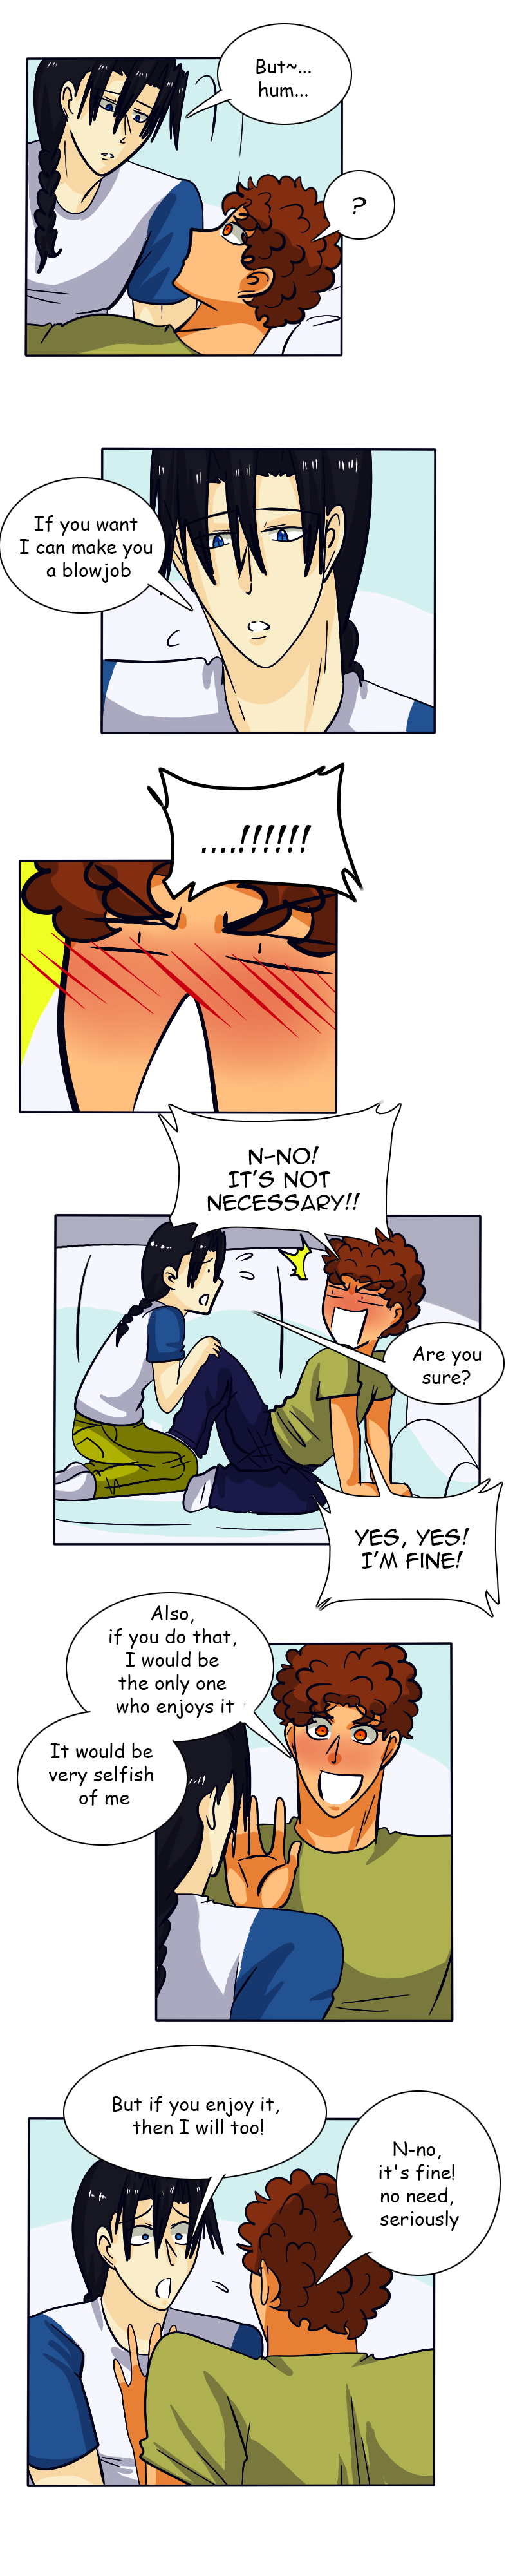 But~...
hum...
?
If you want
I can make you
a blowjob
....!!!!!!
N-NO!
IT'S NOT
NECESSARY!!
Are you
sure?
YES, YES!
I'M FINE!
Also,
if you do that,
I would be
the only one
who enjoys it
It would be
very selfish
of me
But if you enjoy it,
then I will too!
N-no,
it's fine!
no need,
seriously